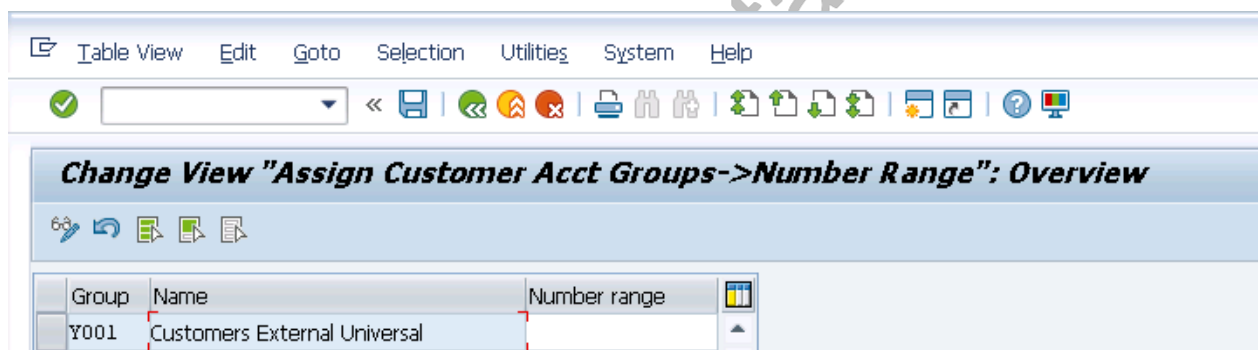 Table View Edit Goto Selection Utilities System Help
Change View "Assign Customer Acct Groups->Number Range": Overview
Group Name Number range
Y001 Customers External Universal